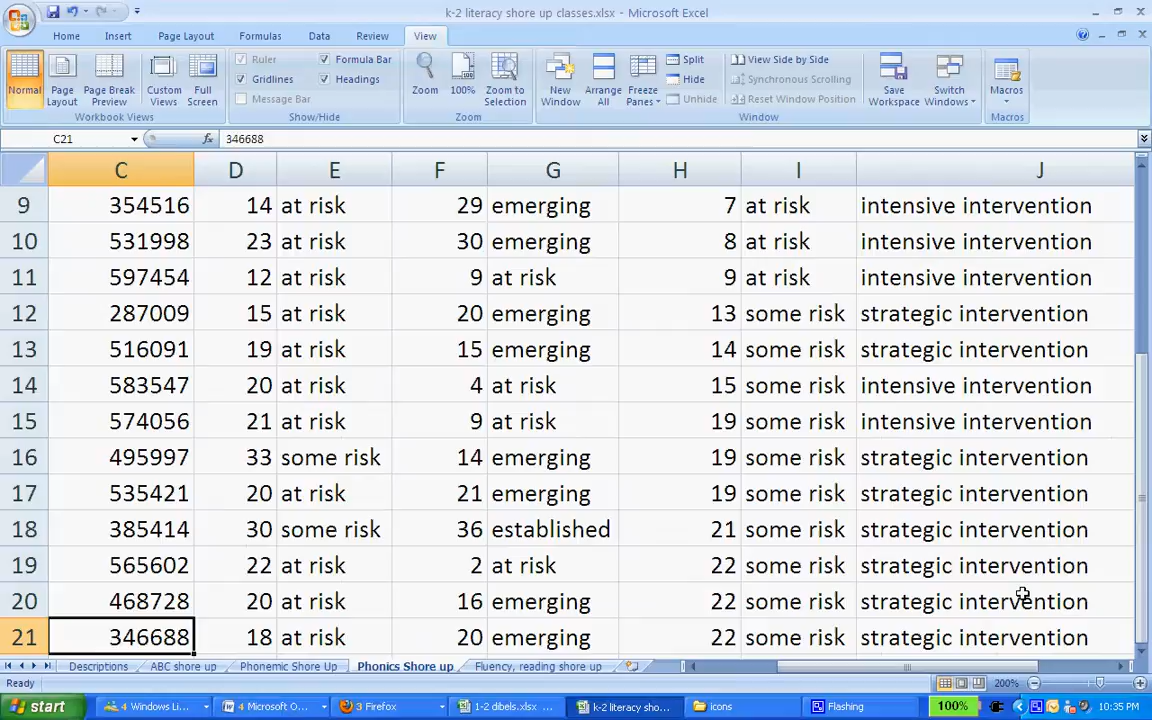 k-2 literacy shore up classes.xlsx - Microsoft Excel
Home Insert Page Layout Formulas Data Review View
Normal Page Layout Page Break Preview Custom Views Full Screen
Workbook Views
Ruler Formula Bar
Gridlines Headings
Message Bar
Show/Hide
Zoom 100% Zoom to Selection
Zoom
New Window Arrange All Freeze Panes
Split View Side by Side
Hide Synchronous Scrolling
Unhide Reset Window Position
Save Workspace Switch Windows
Window
Macros
Macros
C21 fx 346688
C D E F G H I J
9 354516 14 at risk 29 emerging 7 at risk intensive intervention
10 531998 23 at risk 30 emerging 8 at risk intensive intervention
11 597454 12 at risk 9 at risk 9 at risk intensive intervention
12 287009 15 at risk 20 emerging 13 some risk strategic intervention
13 516091 19 at risk 15 emerging 14 some risk strategic intervention
14 583547 20 at risk 4 at risk 15 some risk intensive intervention
15 574056 21 at risk 9 at risk 19 some risk intensive intervention
16 495997 33 some risk 14 emerging 19 some risk strategic intervention
17 535421 20 at risk 21 emerging 19 some risk strategic intervention
18 385414 30 some risk 36 established 21 some risk strategic intervention
19 565602 22 at risk 2 at risk 22 some risk strategic intervention
20 468728 20 at risk 16 emerging 22 some risk strategic intervention
21 346688 18 at risk 20 emerging 22 some risk strategic intervention
Descriptions ABC shore up Phonemic Shore Up Phonics Shore up Fluency, reading shore up
Ready 200%
start 4 Windows Li... 4 Microsoft O... 3 Firefox 1-2 dibels.xlsx ... k-2 literacy sho... icons Flashing 100% 10:35 PM